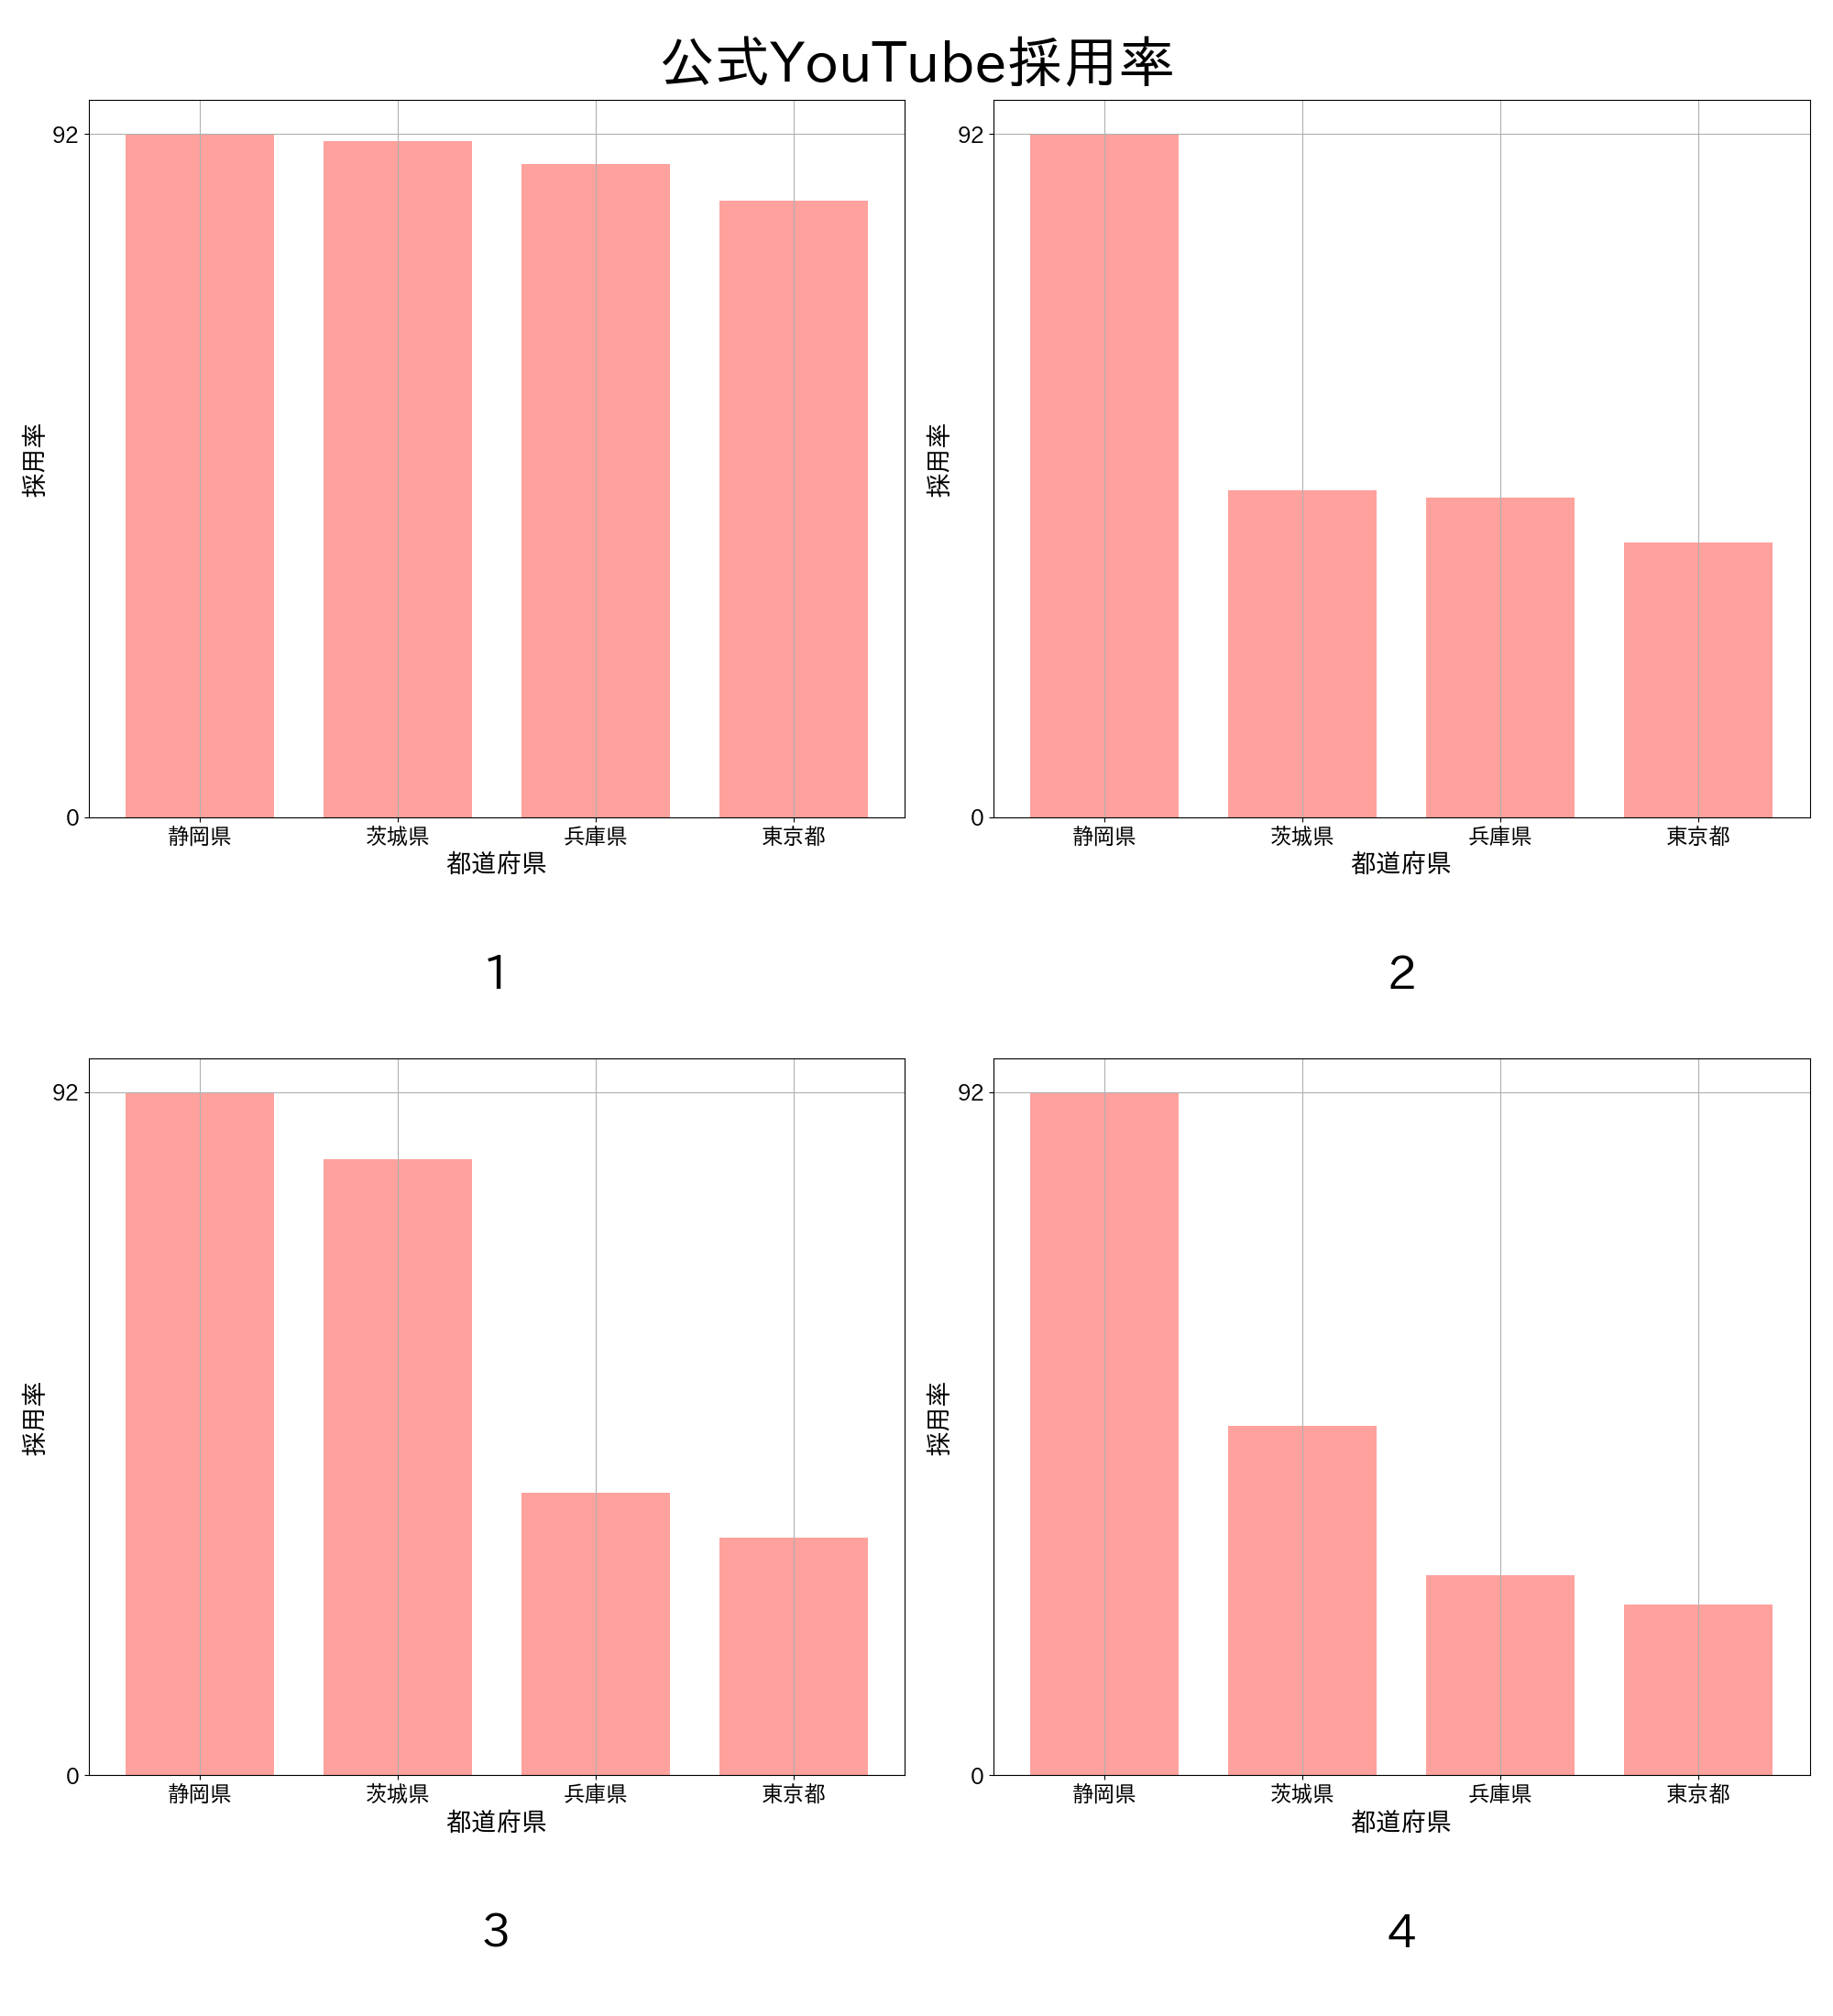 公式YouTube採用率
92
0
採用率
静岡県 茨城県 兵庫県 東京都
都道府県
1
92
0
採用率
静岡県 茨城県 兵庫県 東京都
都道府県
2
92
0
採用率
静岡県 茨城県 兵庫県 東京都
都道府県
3
92
0
採用率
静岡県 茨城県 兵庫県 東京都
都道府県
4